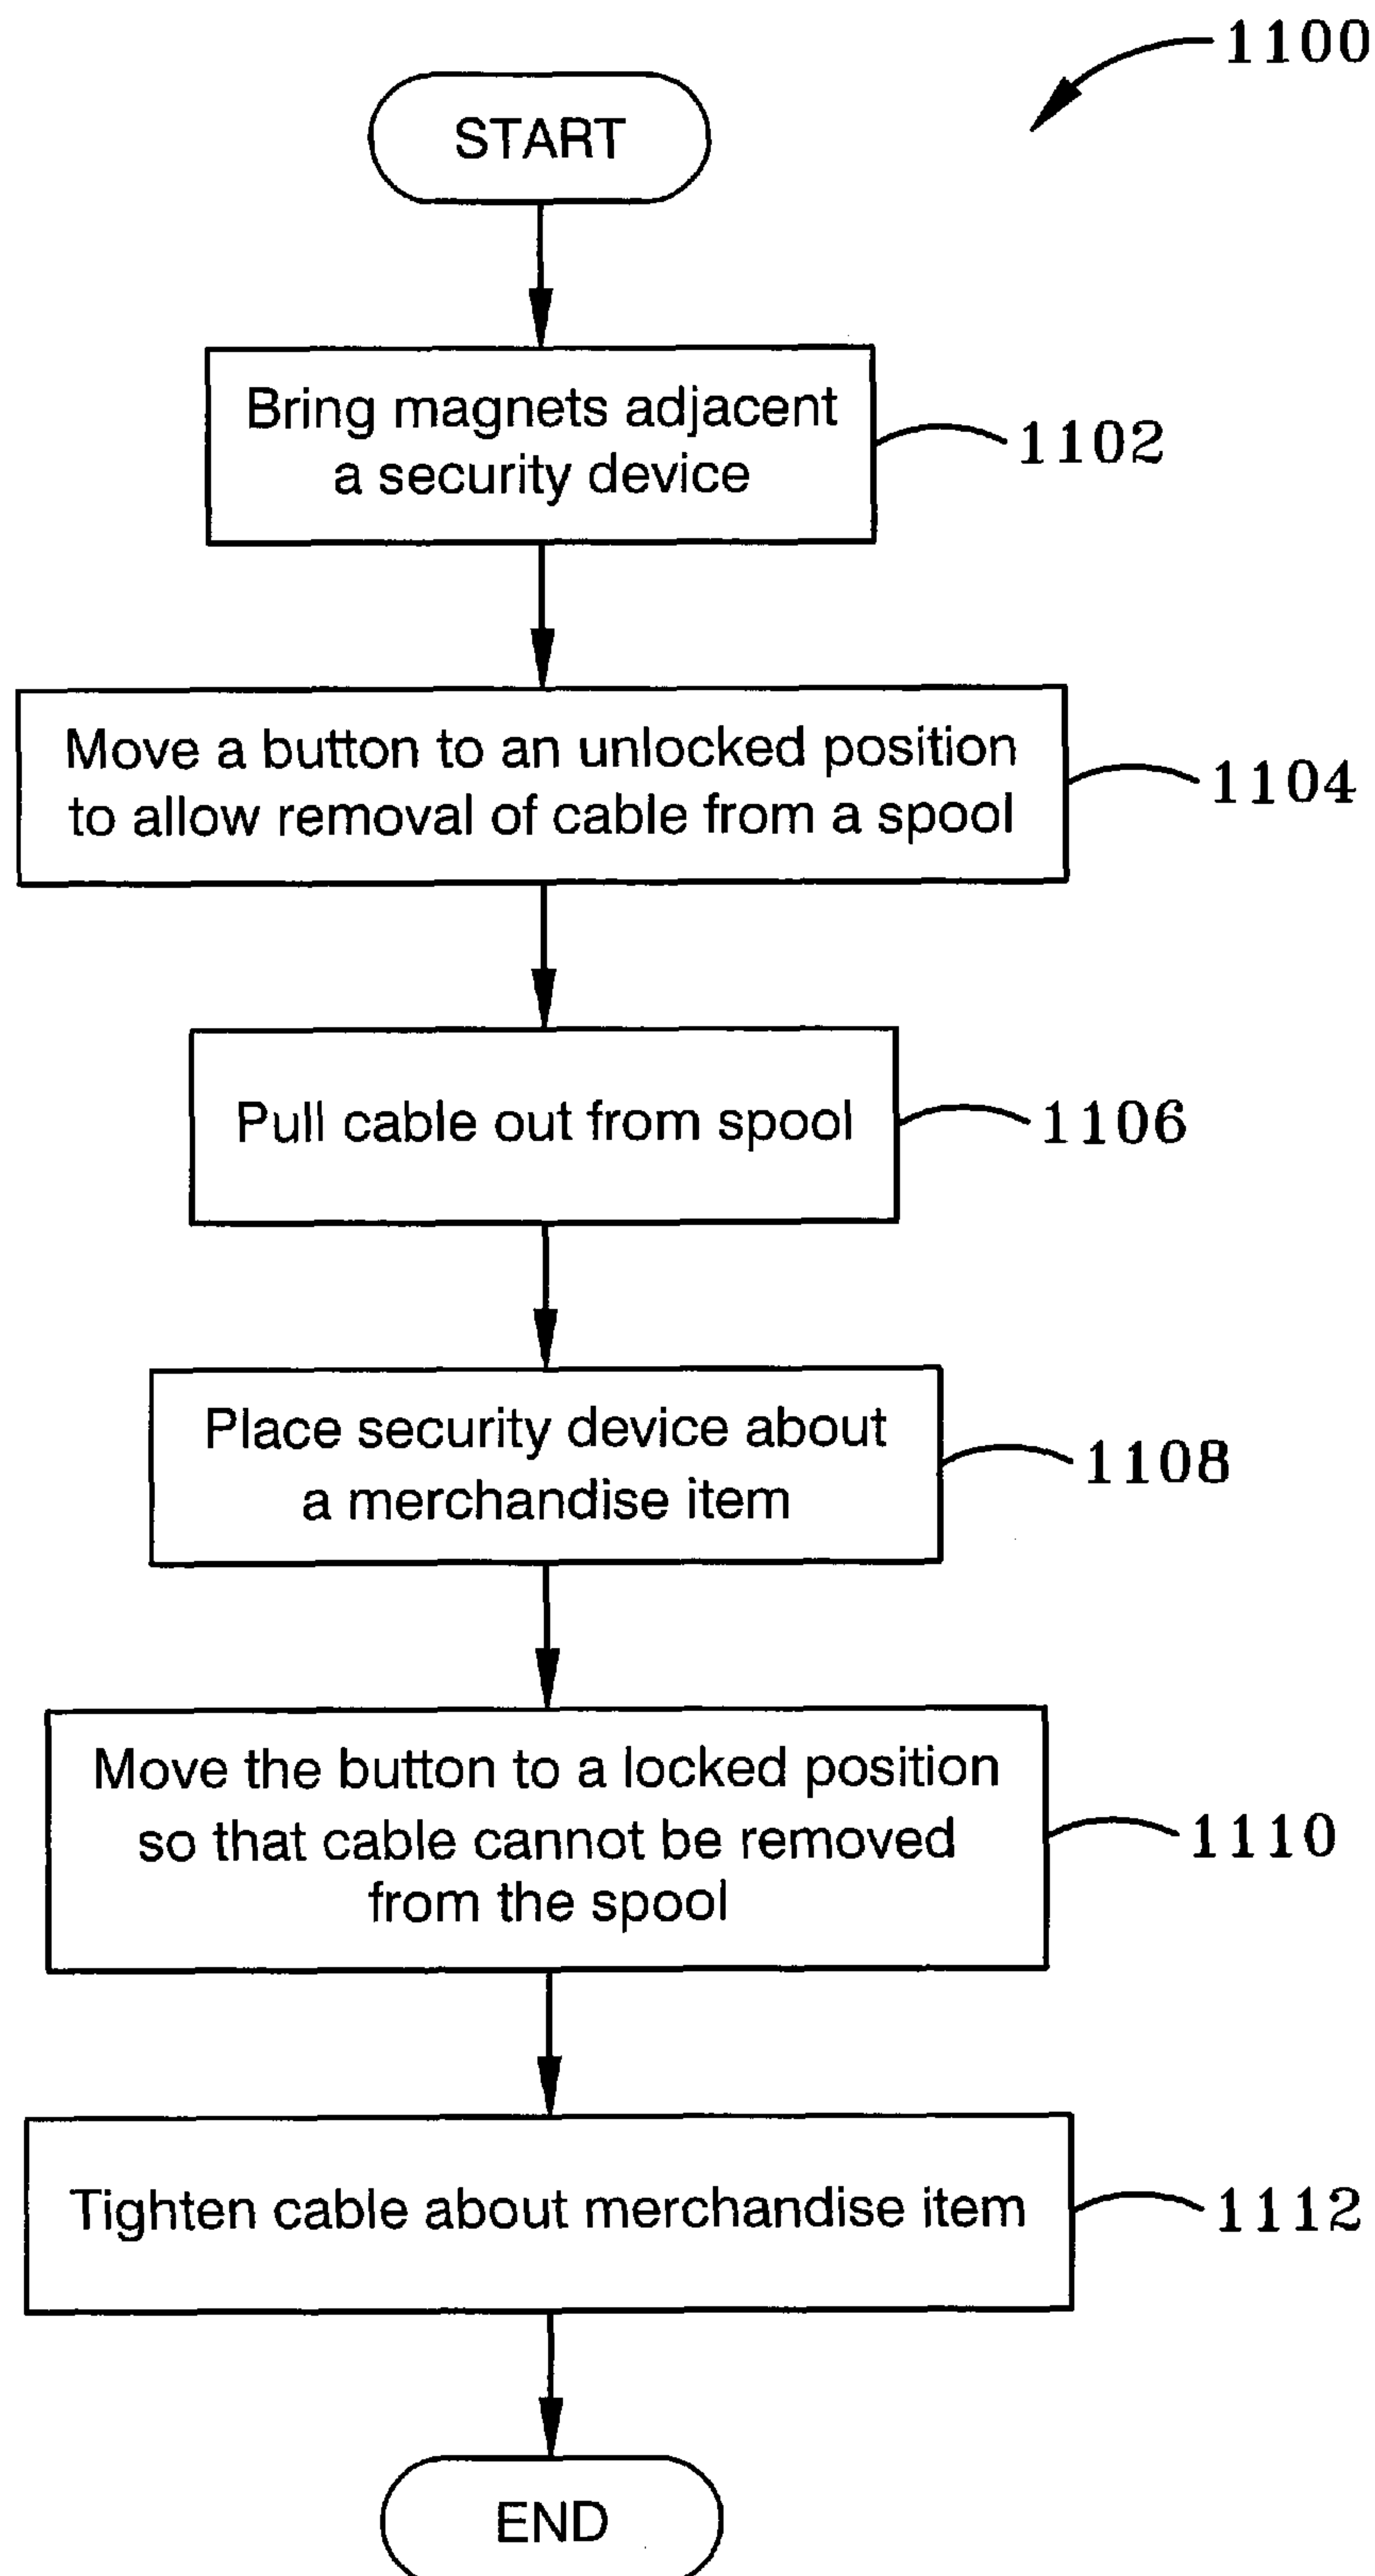 1100
START
Bring magnets adjacent
a security device
1102
Move a button to an unlocked position
to allow removal of cable from a spool
1104
Pull cable out from spool
1106
Place security device about
a merchandise item
1108
Move the button to a locked position
so that cable cannot be removed
from the spool
1110
Tighten cable about merchandise item
1112
END